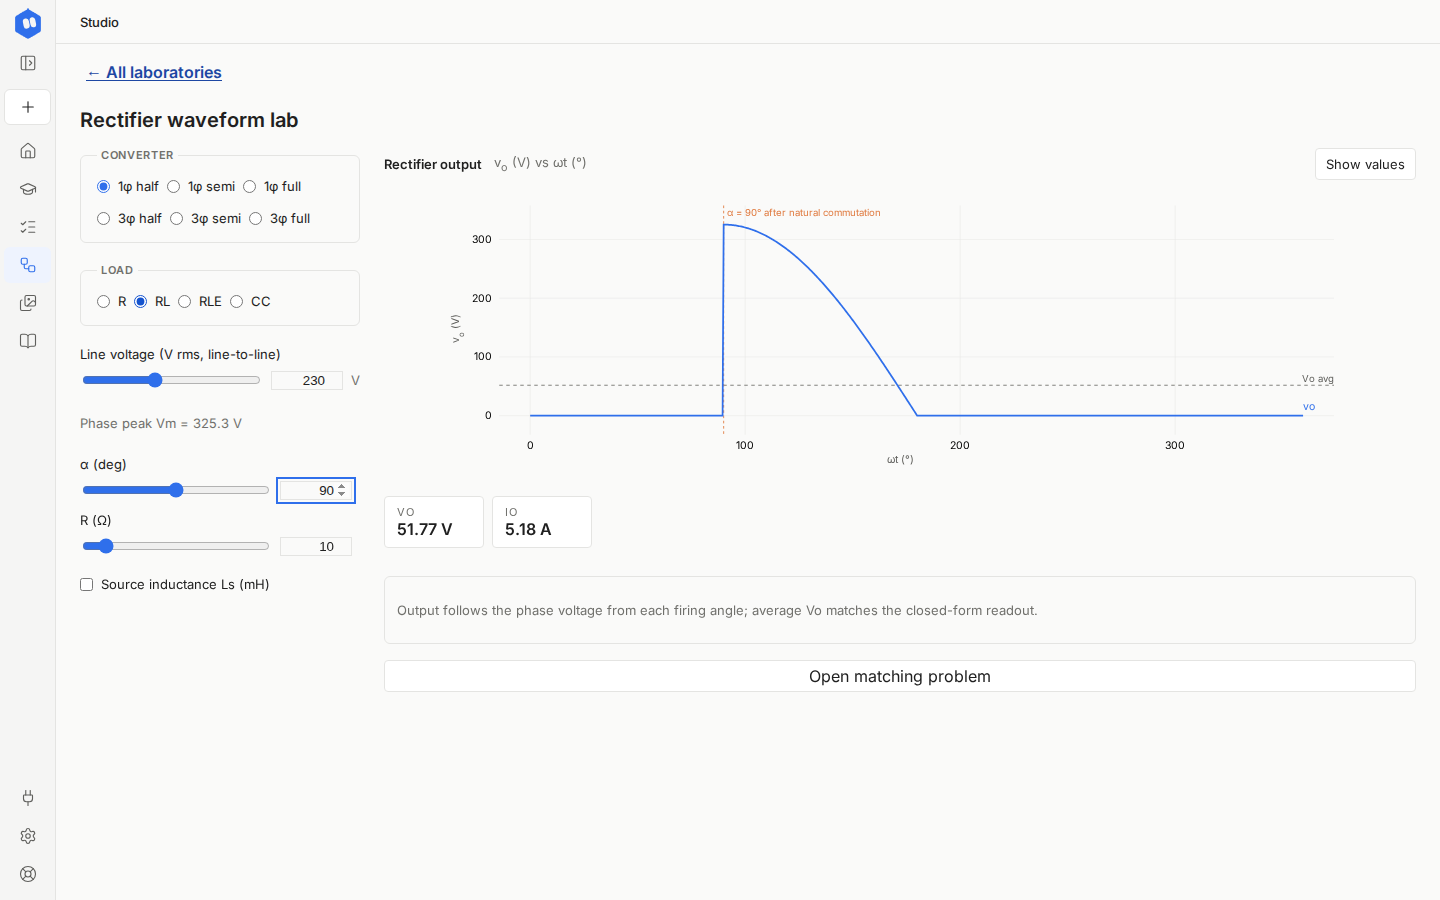 Studio
← All laboratories
Rectifier waveform lab
CONVERTER
1φ half 1φ semi 1φ full
3φ half 3φ semi 3φ full
LOAD
R RL RLE CC
Line voltage (V rms, line-to-line)
230 V
Phase peak Vm = 325.3 V
α (deg)
90
R (Ω)
10
Source inductance Ls (mH)
Rectifier output vo (V) vs ωt (°)
Show values
α = 90° after natural commutation
300
200
100
0
vo (V)
Vo avg
vo
0 100 200 300
ωt (°)
VO
51.77 V
IO
5.18 A
Output follows the phase voltage from each firing angle; average Vo matches the closed-form readout.
Open matching problem